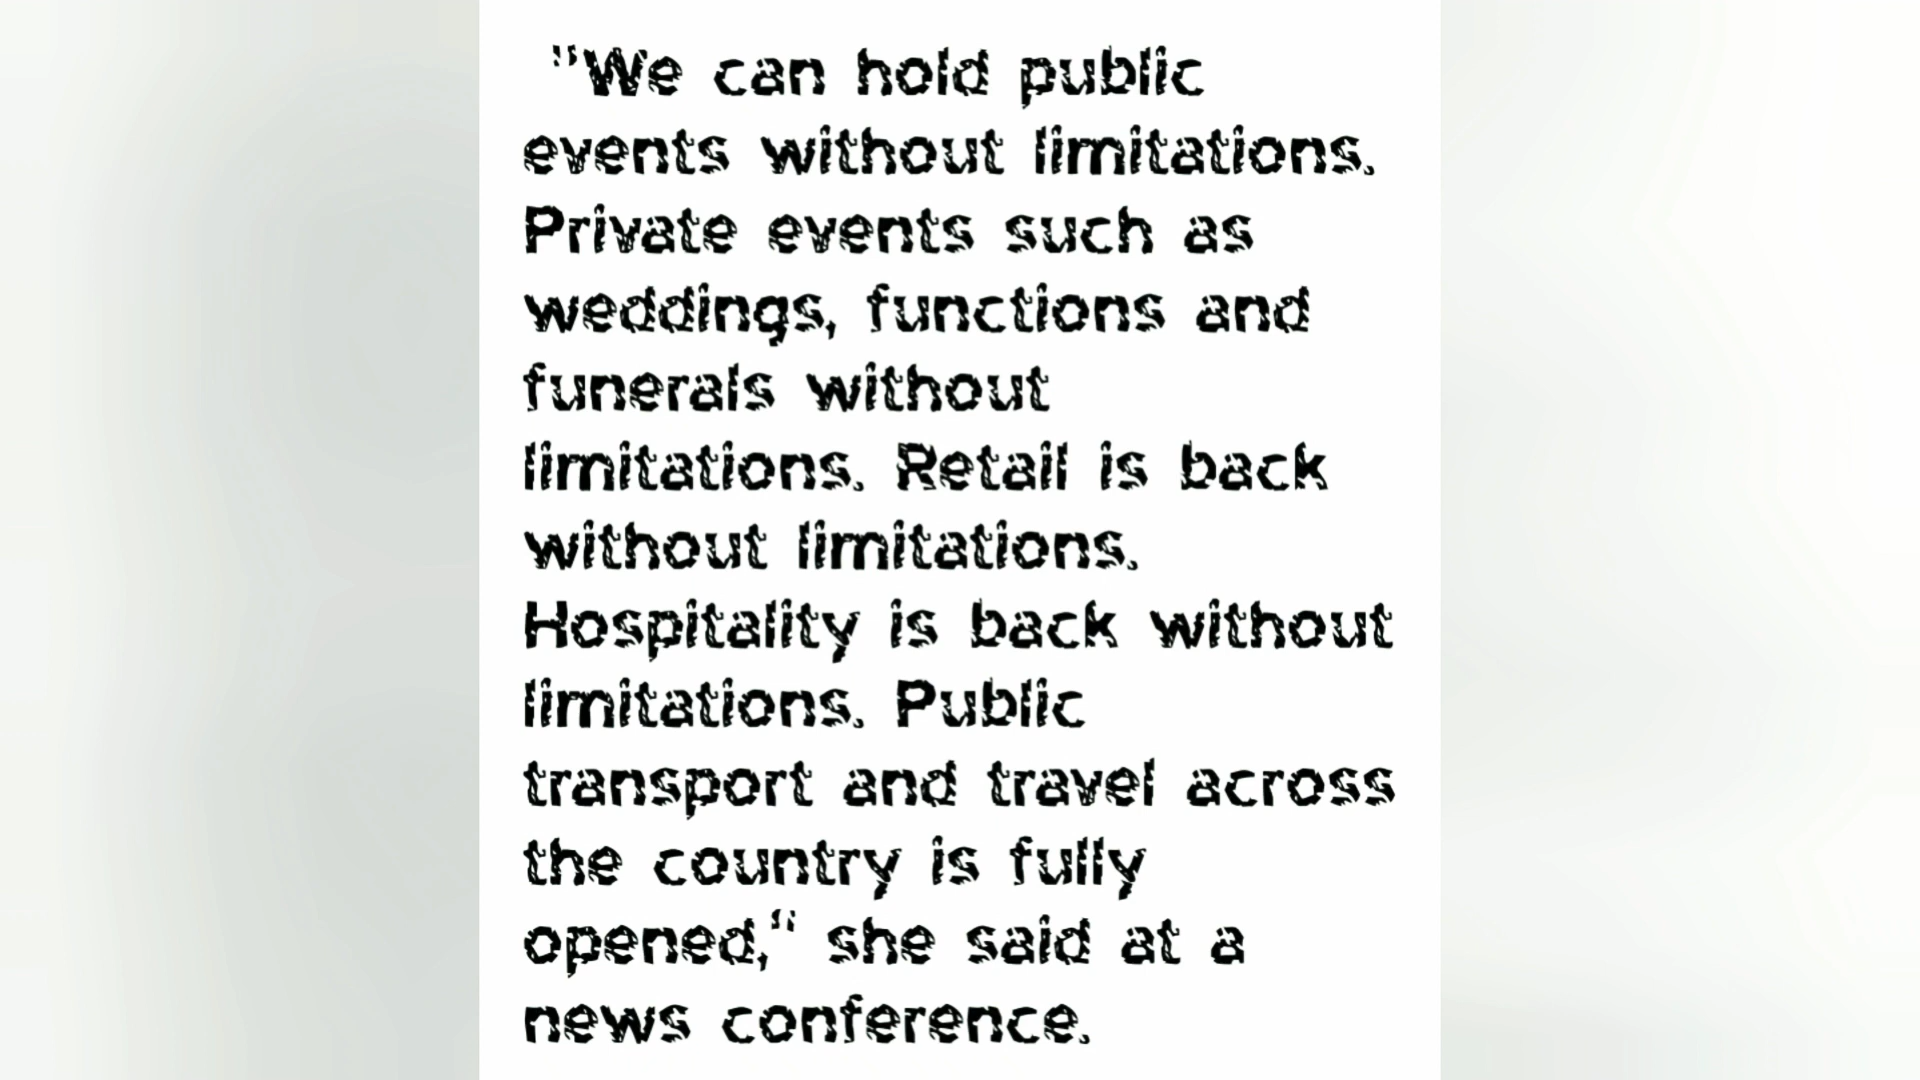 "We can hold public
events without limitations.
Private events such as
weddings, functions and
funerals without
limitations. Retail is back
without limitations.
Hospitality is back without
limitations. Public
transport and travel across
the country is fully
opened,“ she said at a
news conference.